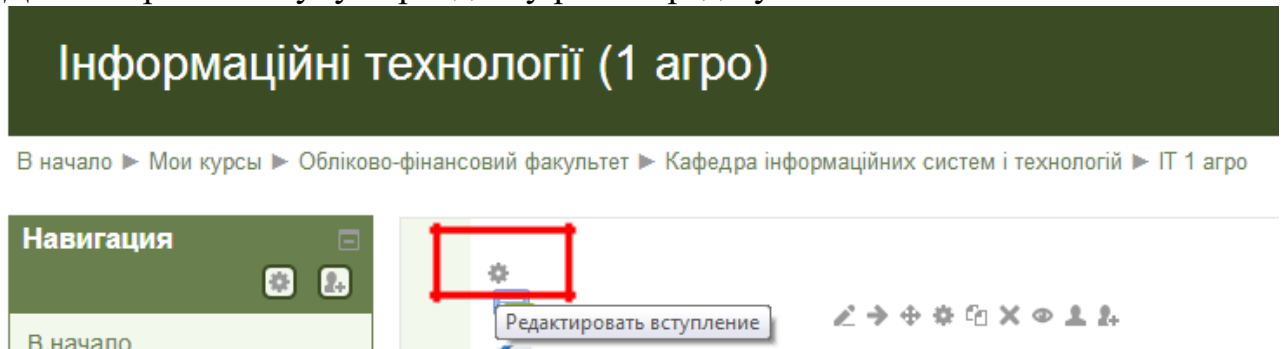 Інформаційні технології (1 агро)
В начало ► Мои курсы ► Обліково-фінансовий факультет ► Кафедра інформаційних систем і технологій ► ІТ 1 агро
Навигация
Редактировать вступление
В начало